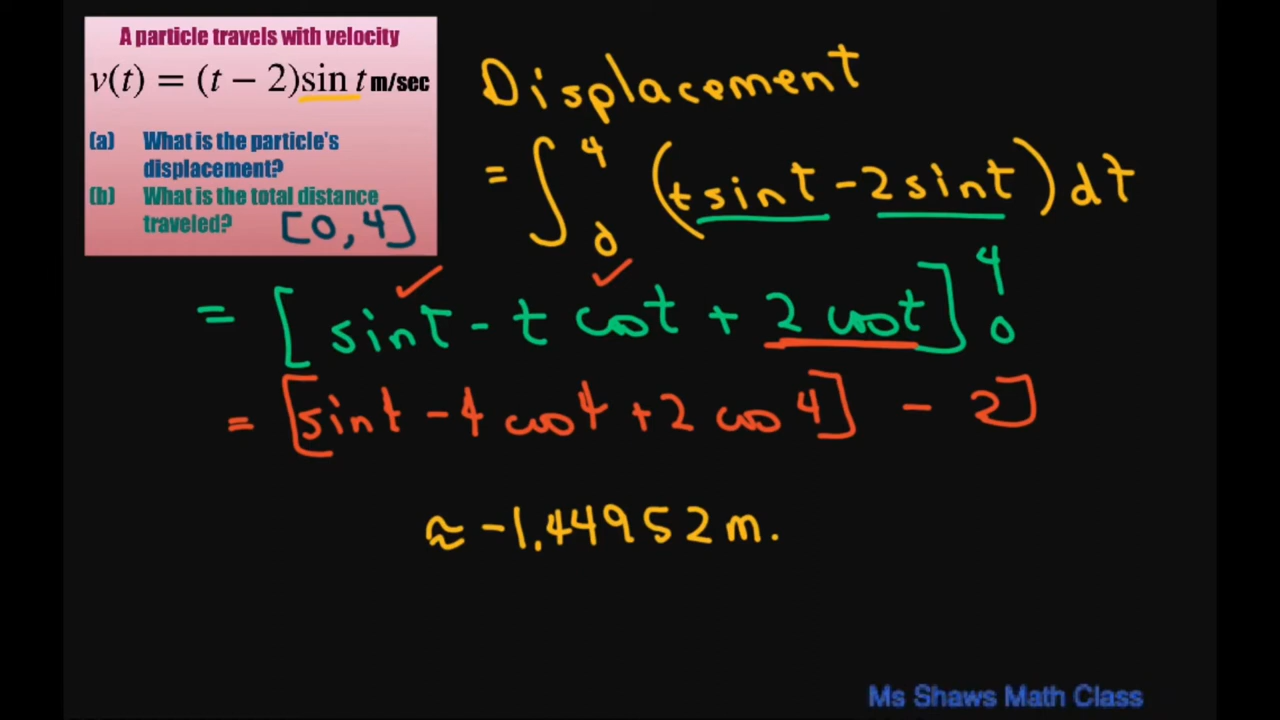 A particle travels with velocity
v(t) = (t − 2)sin t m/sec
(a) What is the particle's
displacement?
(b) What is the total distance
traveled? [0, 4]
Displacement
= ∫₀⁴ (t sin t - 2 sin t) dt
= [sin t - t cos t + 2 cos t]₀⁴
= [sin t - 4 cos 4 + 2 cos 4] - 2]
≈ -1.44952 m.
Ms Shaws Math Class